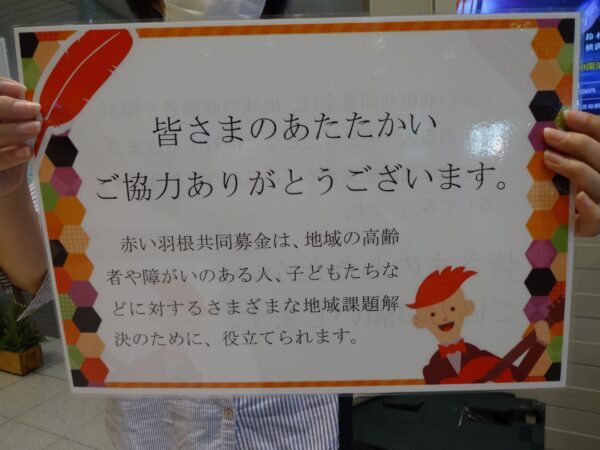 皆さまのあたたかい
ご協力ありがとうございます。
赤い羽根共同募金は、地域の高齢
者や障がいのある人、子どもたちな
どに対するさまざまな地域課題解
決のために、役立てられます。